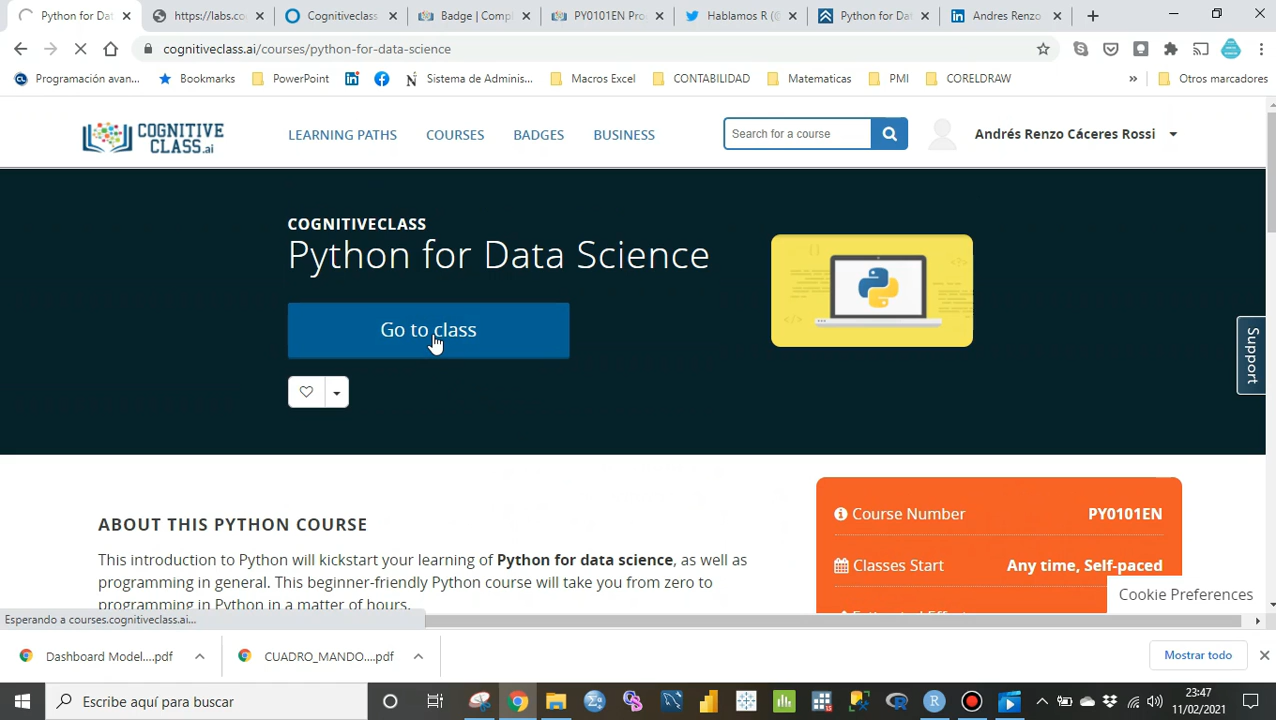 Python for Dat
https://labs.co
Cognitiveclass
Badge | Compl
PY0101EN Pro
Hablamos R (@
Python for Dat
Andres Renzo
cognitiveclass.ai/courses/python-for-data-science
Programación avan...
Bookmarks
PowerPoint
Sistema de Adminis...
Macros Excel
CONTABILIDAD
Matematicas
PMI
CORELDRAW
»
Otros marcadores
COGNITIVE
CLASS.ai
LEARNING PATHS
COURSES
BADGES
BUSINESS
Search for a course
Andrés Renzo Cáceres Rossi
COGNITIVECLASS
Python for Data Science
Go to class
Support
ABOUT THIS PYTHON COURSE
This introduction to Python will kickstart your learning of Python for data science, as well as
programming in general. This beginner-friendly Python course will take you from zero to
programming in Python in a matter of hours.
Course Number PY0101EN
Classes Start Any time, Self-paced
Cookie Preferences
Esperando a courses.cognitiveclass.ai...
Dashboard Model....pdf
CUADRO_MANDO....pdf
Mostrar todo
Escribe aquí para buscar
23:47
11/02/2021